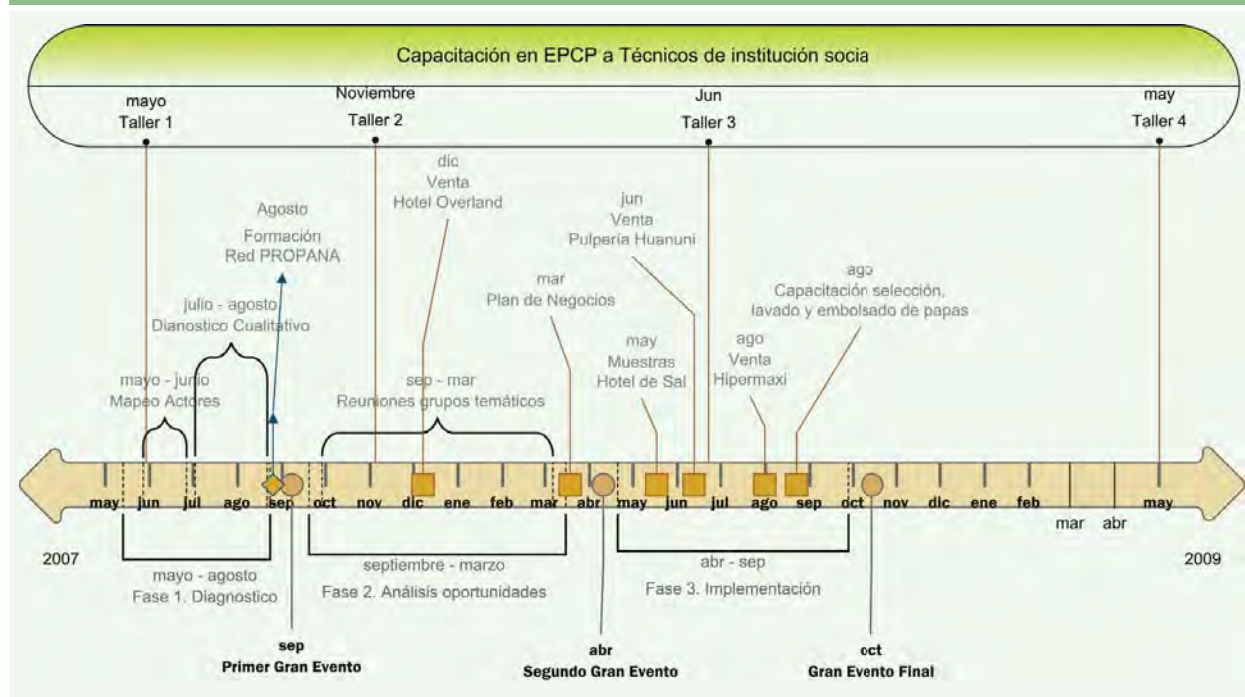 Capacitación en EPCP a Técnicos de institución socia
mayo
Taller 1
Noviembre
Taller 2
Jun
Taller 3
may
Taller 4
dic
Venta
Hotel Overland
Agosto
Formación
Red PROPANA
jun
Venta
Pulpería Huanuni
julio - agosto
Dianostico Cualitativo
mar
Plan de Negocios
ago
Capacitación selección,
lavado y embolsado de papas
may
Muestras
Hotel de Sal
ago
Venta
Hipermaxi
mayo - junio
Mapeo Actores
sep - mar
Reuniones grupos temáticos
may jun jul ago sep oct nov dic ene feb mar abr may jun jul ago sep oct nov dic ene feb mar abr may
2007
2009
mayo - agosto
Fase 1. Diagnostico
septiembre - marzo
Fase 2. Análisis oportunidades
abr - sep
Fase 3. Implementación
sep
Primer Gran Evento
abr
Segundo Gran Evento
oct
Gran Evento Final